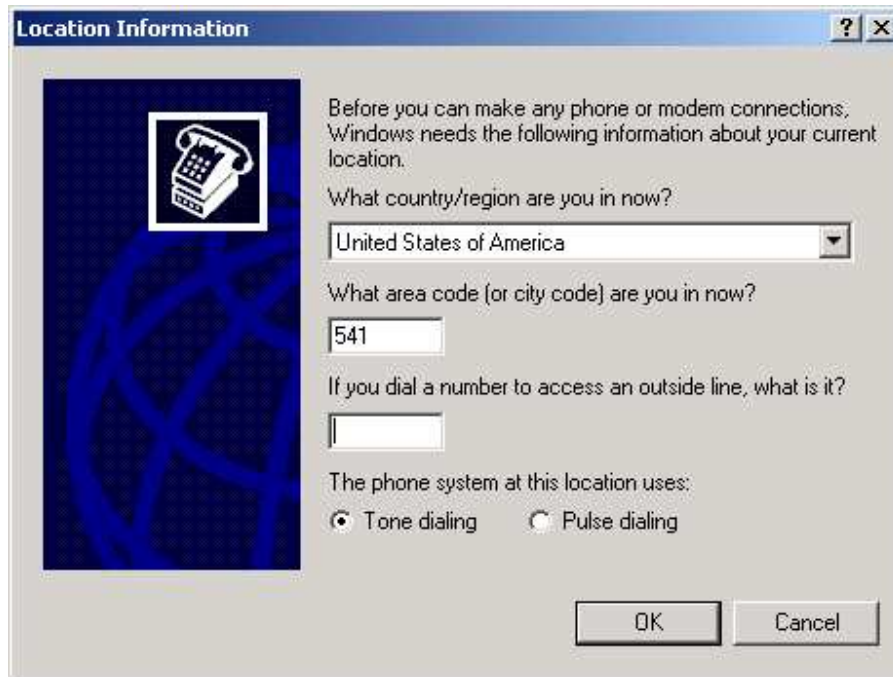 Location Information
Before you can make any phone or modem connections,
Windows needs the following information about your current
location.
What country/region are you in now?
United States of America
What area code (or city code) are you in now?
541
If you dial a number to access an outside line, what is it?
The phone system at this location uses:
Tone dialing Pulse dialing
OK Cancel